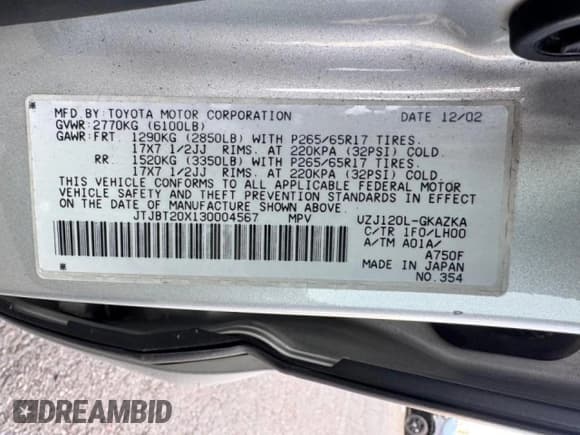 MFD.BY:TOYOTA MOTOR CORPORATION DATE 12/02
GVWR:2770KG (6100LB)
GAWR:FRT. 1290KG (2850LB) WITH P265/65R17 TIRES.
17X7 1/2JJ RIMS. AT 220KPA (32PSI) COLD.
RR. 1520KG (3350LB) WITH P265/65R17 TIRES.
17X7 1/2JJ RIMS. AT 220KPA (32PSI) COLD.
THIS VEHICLE CONFORMS TO ALL APPLICABLE FEDERAL MOTOR
VEHICLE SAFETY AND BUMPER STANDARDS IN EFFECT
ON THE DATE OF MANUFACTURE SHOWN ABOVE.
JTJBT20X130004567 MPV UZJ120L-GKAZKA
C/TR 1F0/LH00
A/TM A01A/
A750F
MADE IN JAPAN
NO.354
DREAMBID